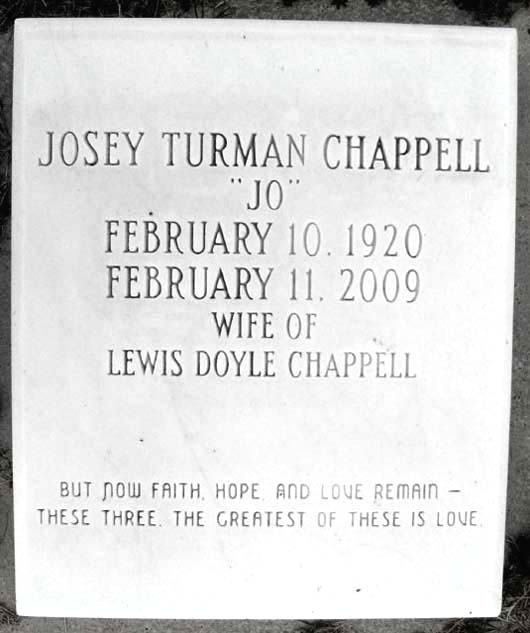 JOSEY TURMAN CHAPPELL
"JO"
FEBRUARY 10, 1920
FEBRUARY 11, 2009
WIFE OF
LEWIS DOYLE CHAPPELL
BUT NOW FAITH, HOPE, AND LOVE REMAIN –
THESE THREE. THE GREATEST OF THESE IS LOVE.